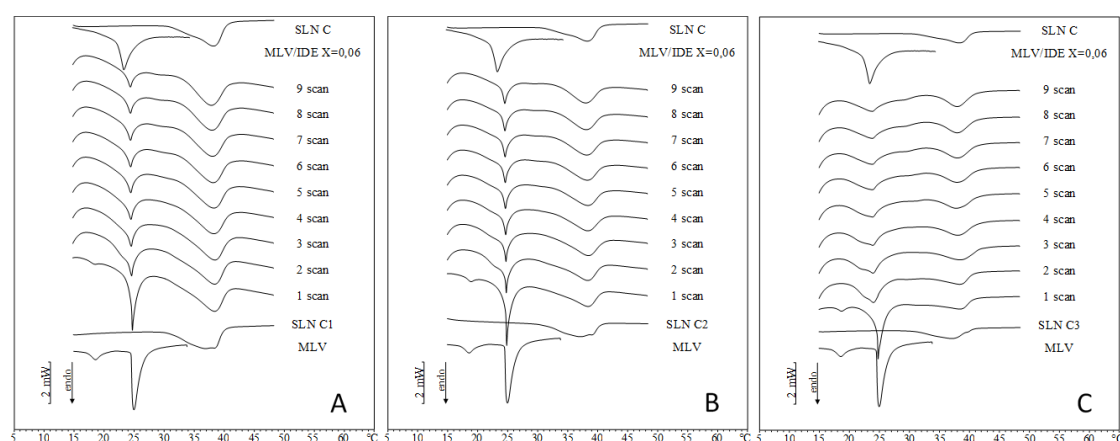 SLN C
MLV/IDE X=0,06
9 scan
8 scan
7 scan
6 scan
5 scan
4 scan
3 scan
2 scan
1 scan
SLN C1
MLV
2 mW
endo
A
5 10 15 20 25 30 35 40 45 50 55 60 °C
SLN C
MLV/IDE X=0,06
9 scan
8 scan
7 scan
6 scan
5 scan
4 scan
3 scan
2 scan
1 scan
SLN C2
MLV
2 mW
endo
B
5 10 15 20 25 30 35 40 45 50 55 60 °C
SLN C
MLV/IDE X=0,06
9 scan
8 scan
7 scan
6 scan
5 scan
4 scan
3 scan
2 scan
1 scan
SLN C3
MLV
2 mW
endo
C
5 10 15 20 25 30 35 40 45 50 55 60 °C